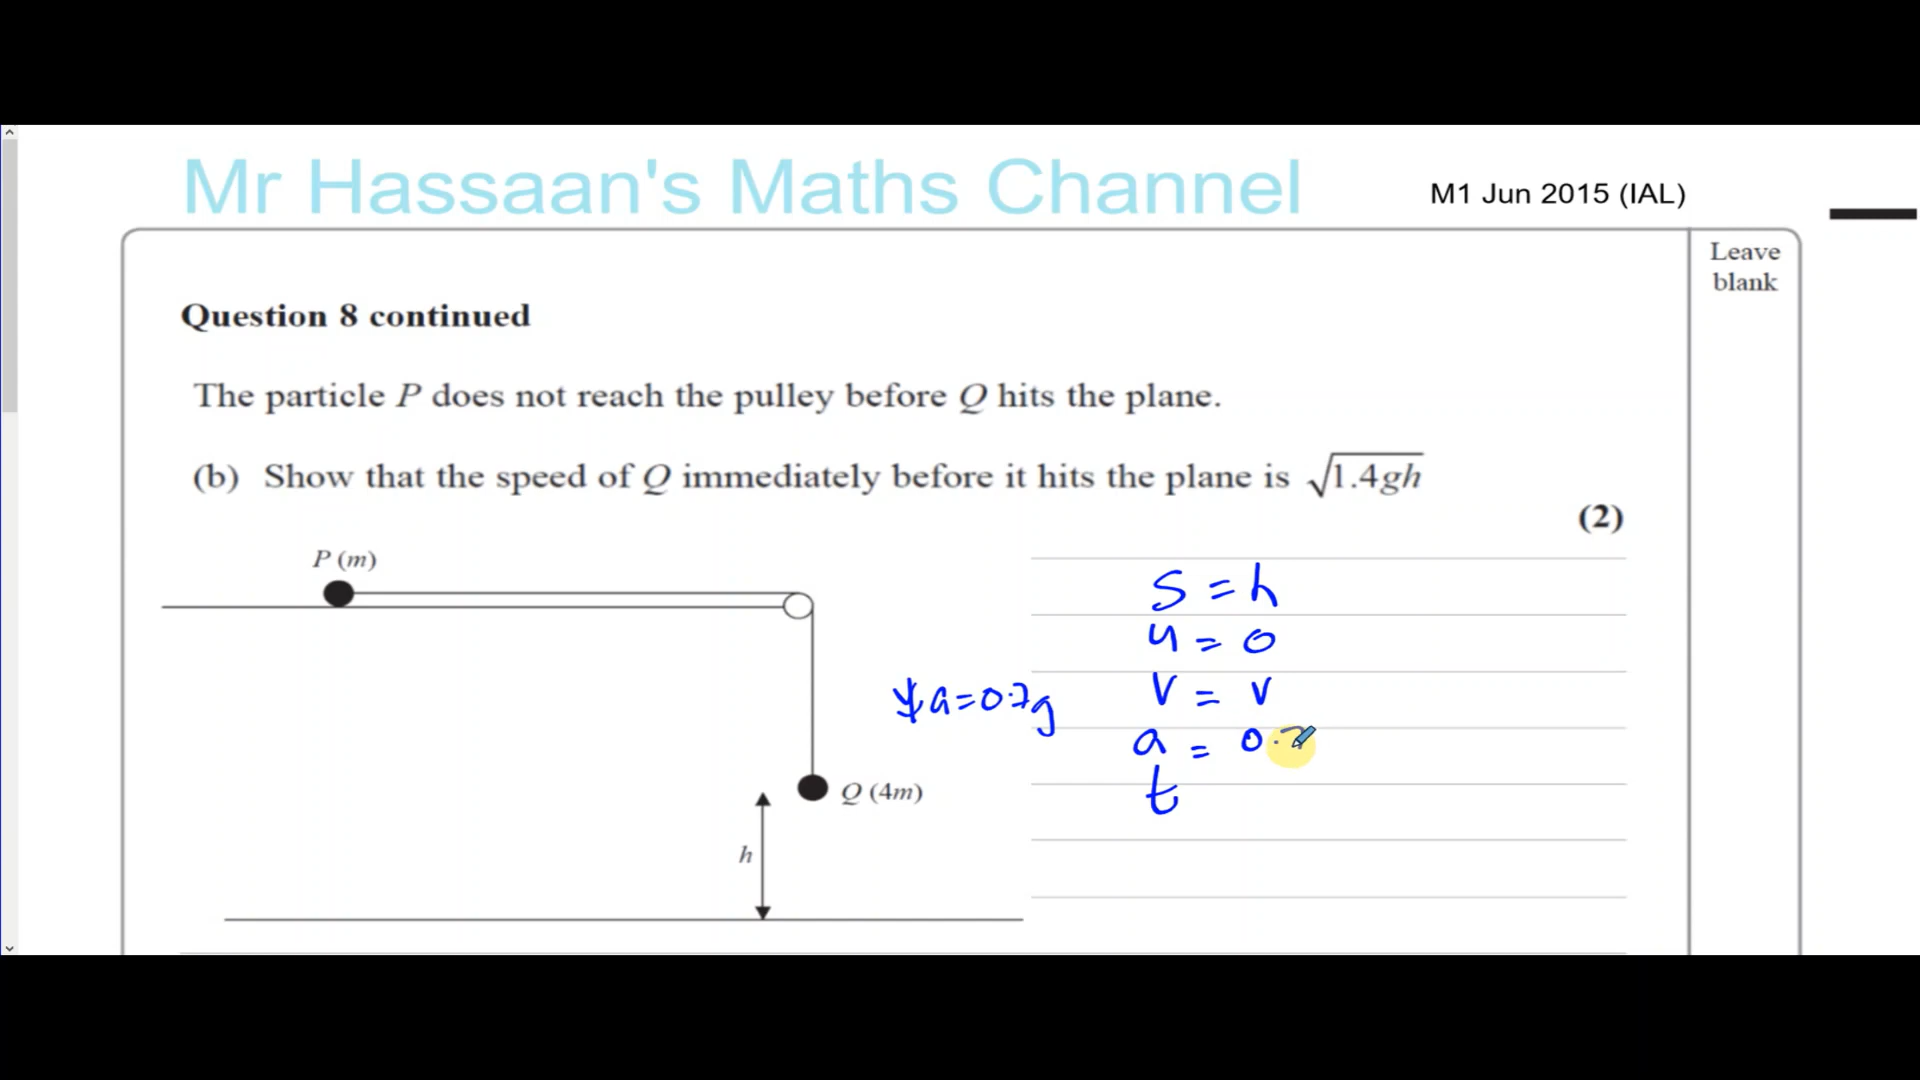 Mr Hassaan's Maths Channel
M1 Jun 2015 (IAL)
Leave
blank
Question 8 continued
The particle P does not reach the pulley before Q hits the plane.
(b) Show that the speed of Q immediately before it hits the plane is √1.4gh
(2)
P (m)
S = h
u = 0
v = v
a = 0.7g
a = 0.7
t
Q (4m)
h